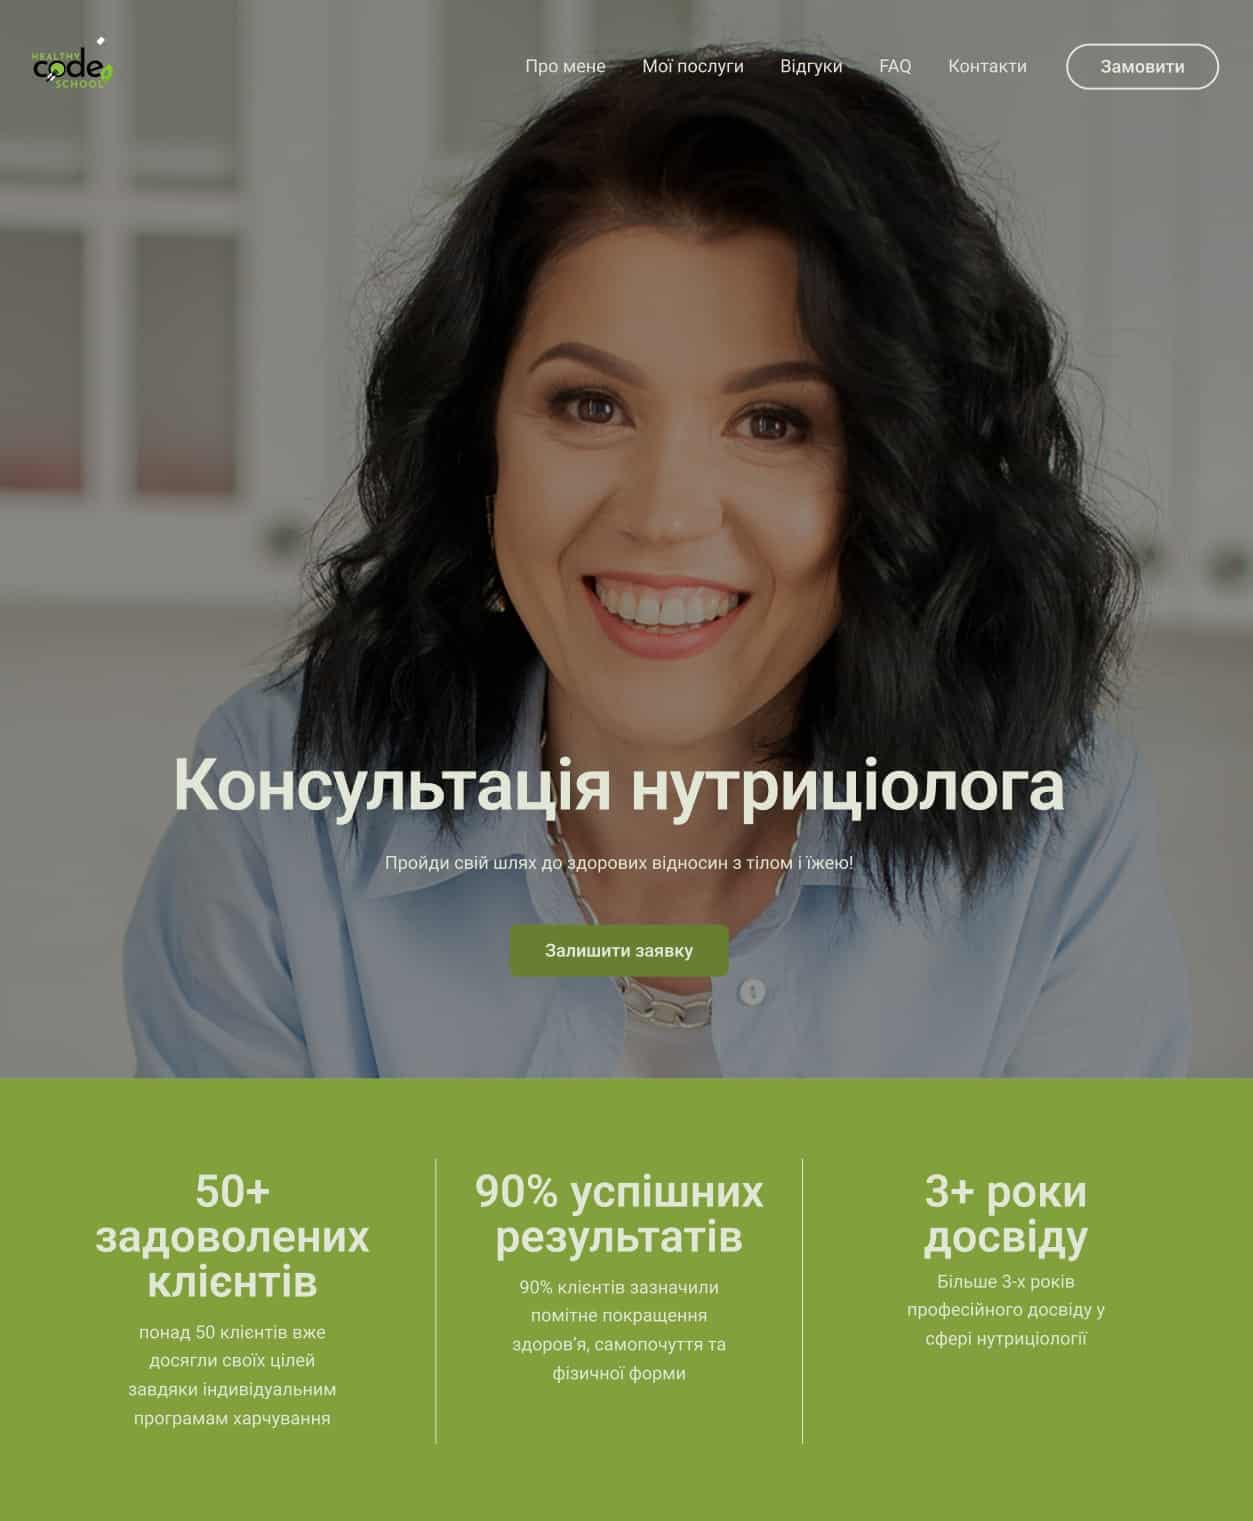 HEALTHY
code
SCHOOL
Про мене Мої послуги Відгуки FAQ Контакти Замовити
Консультація нутриціолога
Пройди свій шлях до здорових відносин з тілом і їжею!
Залишити заявку
50+
задоволених
клієнтів
понад 50 клієнтів вже
досягли своїх цілей
завдяки індивідуальним
програмам харчування
90% успішних
результатів
90% клієнтів зазначили
помітне покращення
здоров’я, самопочуття та
фізичної форми
3+ роки
досвіду
Більше 3-х років
професійного досвіду у
сфері нутриціології